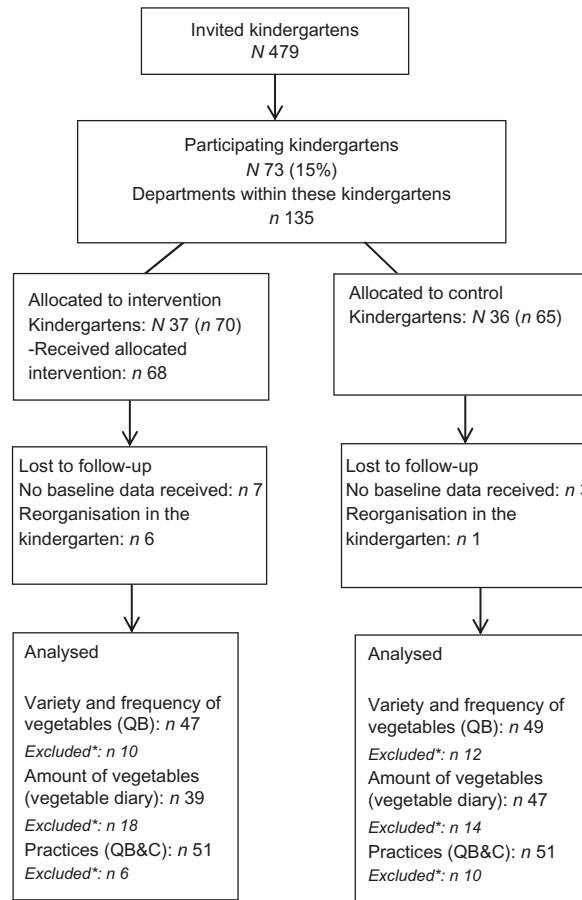 Invited kindergartens
N 479
Participating kindergartens
N 73 (15%)
Departments within these kindergartens
n 135
Allocated to intervention
Kindergartens: N 37 (n 70)
-Received allocated
intervention: n 68
Allocated to control
Kindergartens: N 36 (n 65)
Lost to follow-up
No baseline data received: n 7
Reorganisation in the
kindergarten: n 6
Lost to follow-up
No baseline data received: n 3
Reorganisation in the
kindergarten: n 1
Analysed
Variety and frequency of
vegetables (QB): n 47
Excluded*: n 10
Amount of vegetables
(vegetable diary): n 39
Excluded*: n 18
Practices (QB&C): n 51
Excluded*: n 6
Analysed
Variety and frequency of
vegetables (QB): n 49
Excluded*: n 12
Amount of vegetables
(vegetable diary): n 47
Excluded*: n 14
Practices (QB&C): n 51
Excluded*: n 10